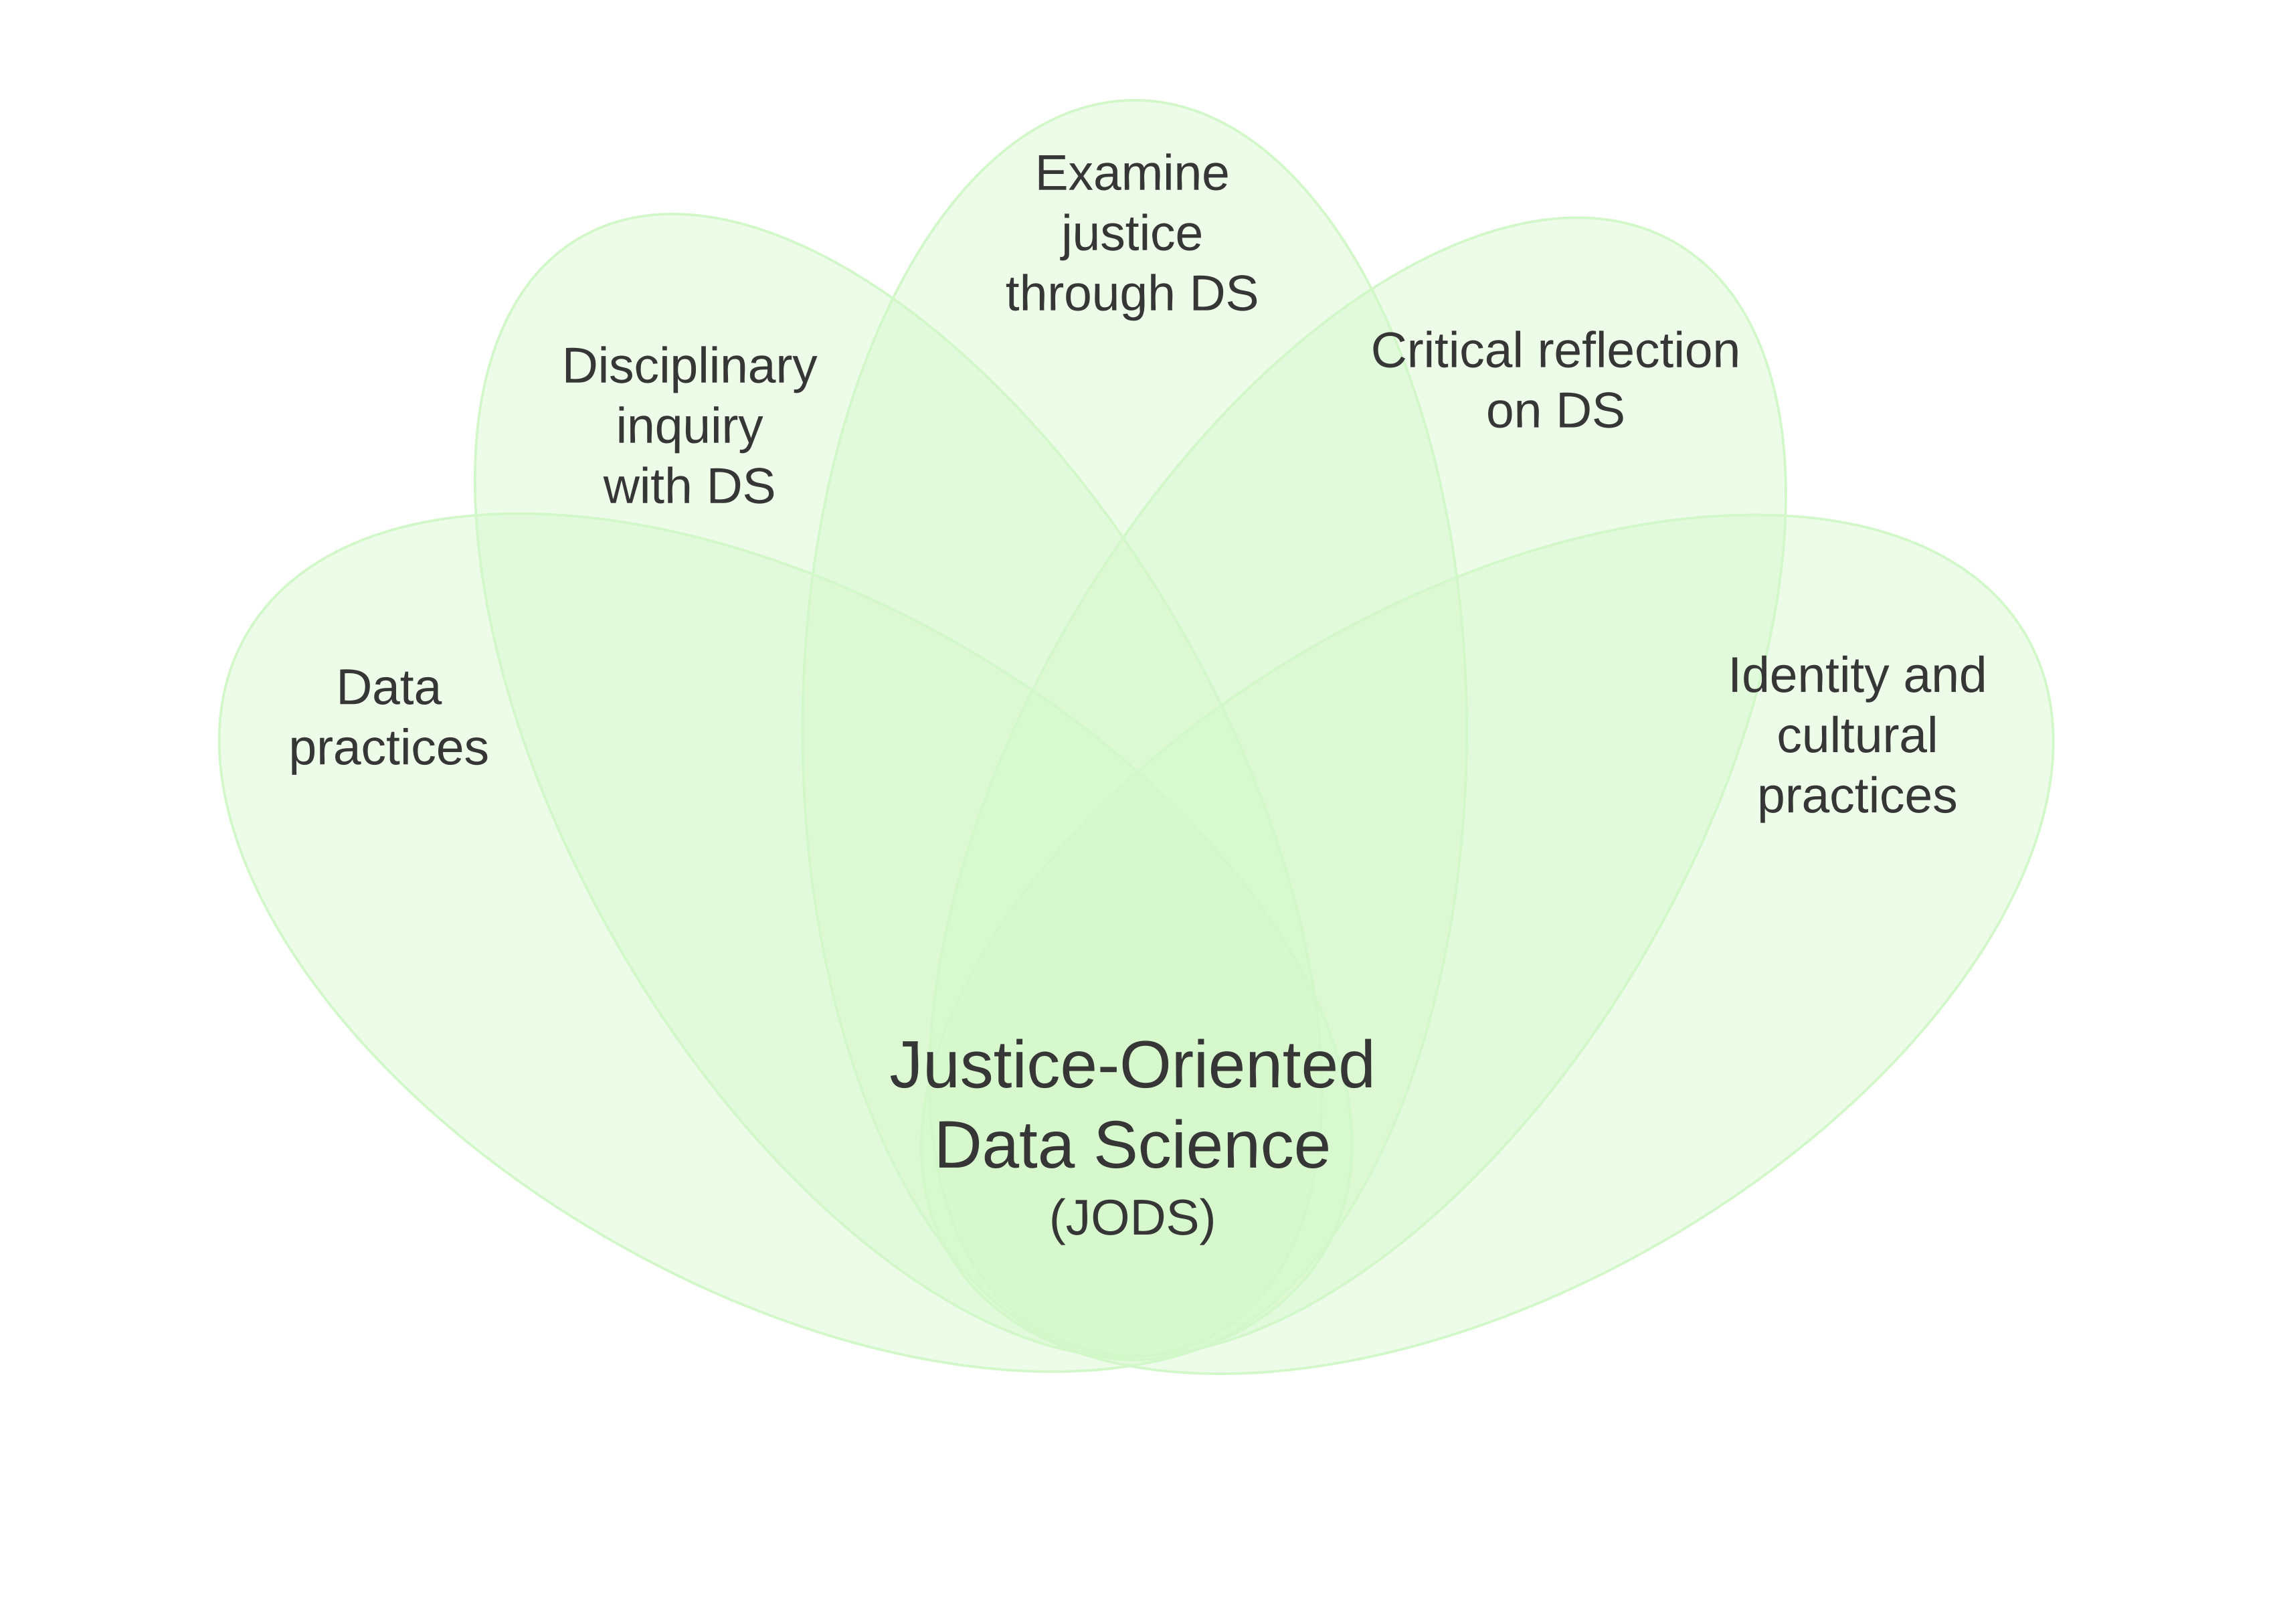 Examine
justice
through DS
Disciplinary
inquiry
with DS
Critical reflection
on DS
Data
practices
Identity and
cultural
practices
Justice-Oriented
Data Science
(JODS)